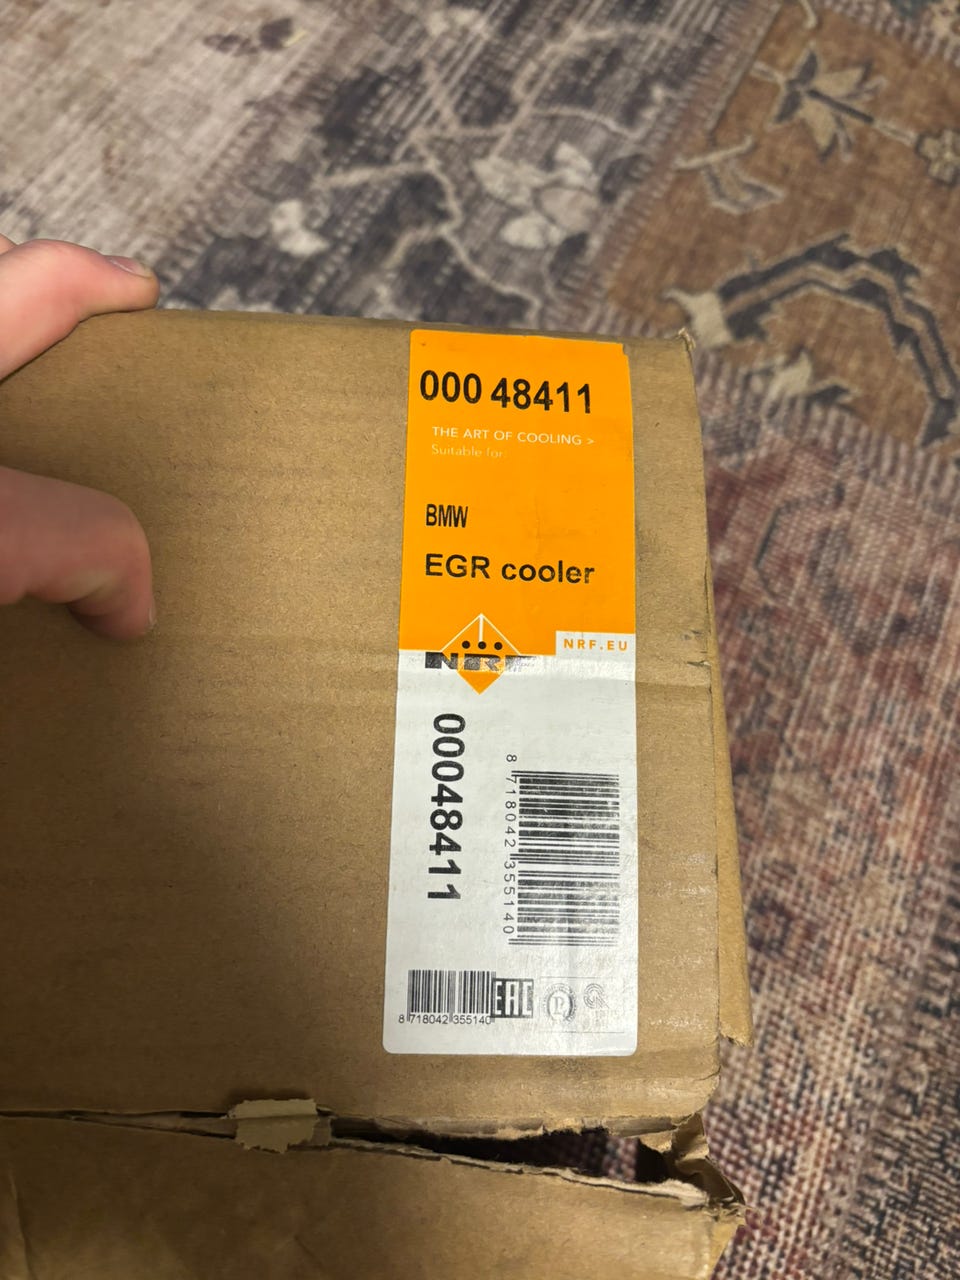 000 48411
THE ART OF COOLING >
Suitable for:
BMW
EGR cooler
NRF.EU
NRF
00048411
8 718042 355140
8 718042 355140
EAC